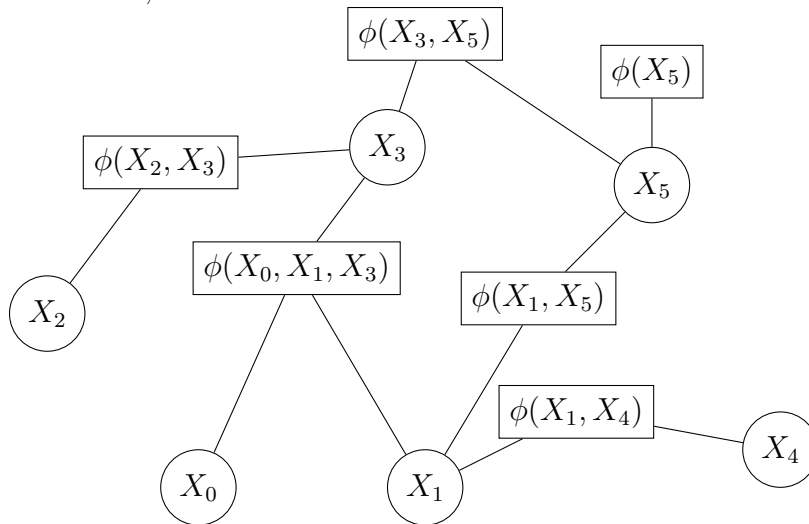 ϕ(X₃, X₅)
ϕ(X₅)
ϕ(X₂, X₃)
X₃
X₅
ϕ(X₀, X₁, X₃)
ϕ(X₁, X₅)
X₂
ϕ(X₁, X₄)
X₄
X₀
X₁